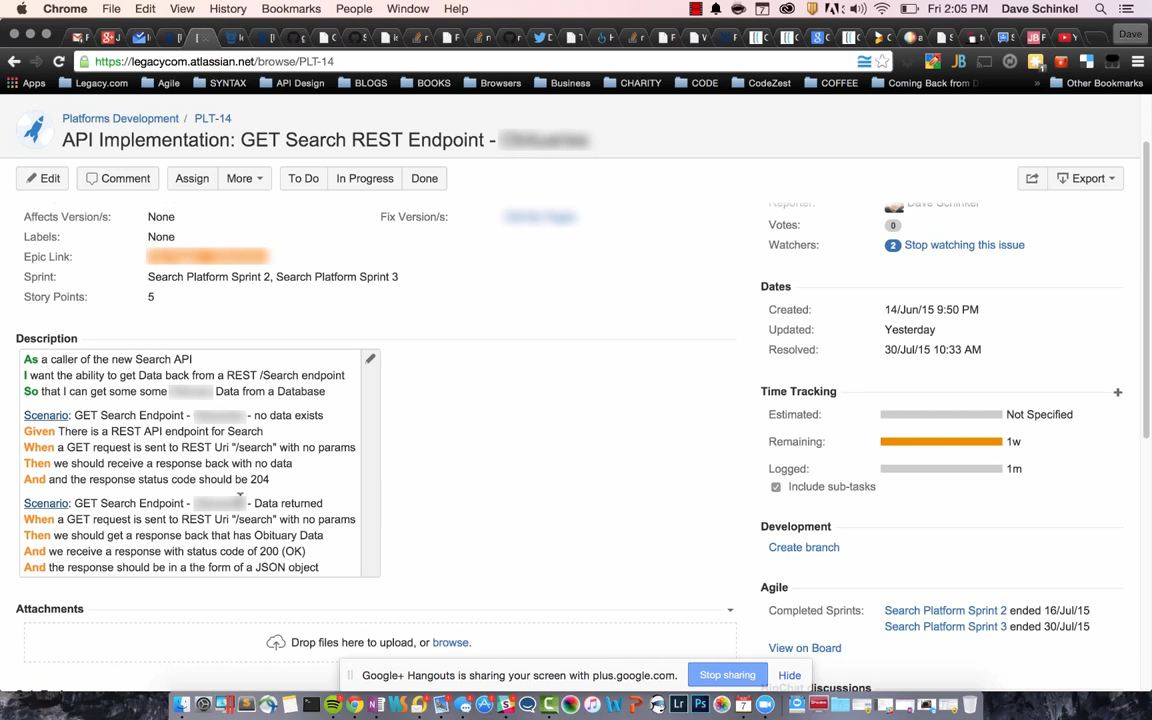 Chrome File Edit View History Bookmarks People Window Help Fri 2:05 PM Dave Schinkel
Dave
https://legacycom.atlassian.net/browse/PLT-14
Apps Legacy.com Agile SYNTAX API Design BLOGS BOOKS Browsers Business CHARITY CODE CodeZest COFFEE Coming Back from D » Other Bookmarks
Platforms Development / PLT-14
API Implementation: GET Search REST Endpoint -
Edit Comment Assign More To Do In Progress Done Export
Affects Version/s: None Fix Version/s:
Labels: None
Epic Link:
Sprint: Search Platform Sprint 2, Search Platform Sprint 3
Story Points: 5
Description
As a caller of the new Search API
I want the ability to get Data back from a REST /Search endpoint
So that I can get some some Data from a Database
Scenario: GET Search Endpoint - - no data exists
Given There is a REST API endpoint for Search
When a GET request is sent to REST Uri "/search" with no params
Then we should receive a response back with no data
And and the response status code should be 204
Scenario: GET Search Endpoint - - Data returned
When a GET request is sent to REST Uri "/search" with no params
Then we should get a response back that has Obituary Data
And we receive a response with status code of 200 (OK)
And the response should be in a the form of a JSON object
Attachments
Drop files here to upload, or browse.
Reporter: Dave Schinkel
Votes: 0
Watchers: 2 Stop watching this issue
Dates
Created: 14/Jun/15 9:50 PM
Updated: Yesterday
Resolved: 30/Jul/15 10:33 AM
Time Tracking
Estimated: Not Specified
Remaining: 1w
Logged: 1m
Include sub-tasks
Development
Create branch
Agile
Completed Sprints: Search Platform Sprint 2 ended 16/Jul/15
Search Platform Sprint 3 ended 30/Jul/15
View on Board
HipChat discussions
Google+ Hangouts is sharing your screen with plus.google.com. Stop sharing Hide